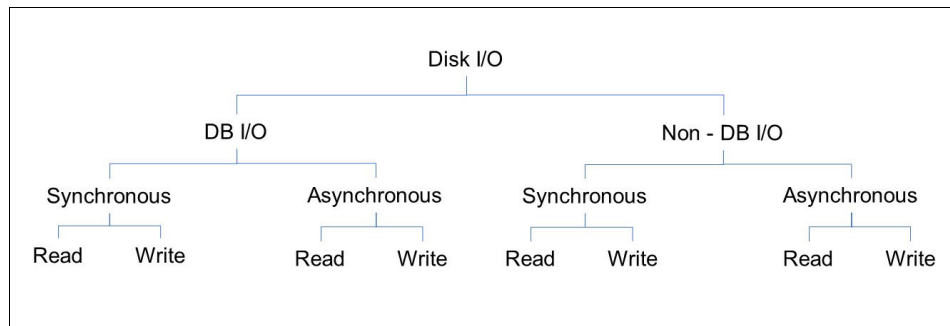 Disk I/O
DB I/O Non - DB I/O
Synchronous Asynchronous Synchronous Asynchronous
Read Write Read Write Read Write Read Write